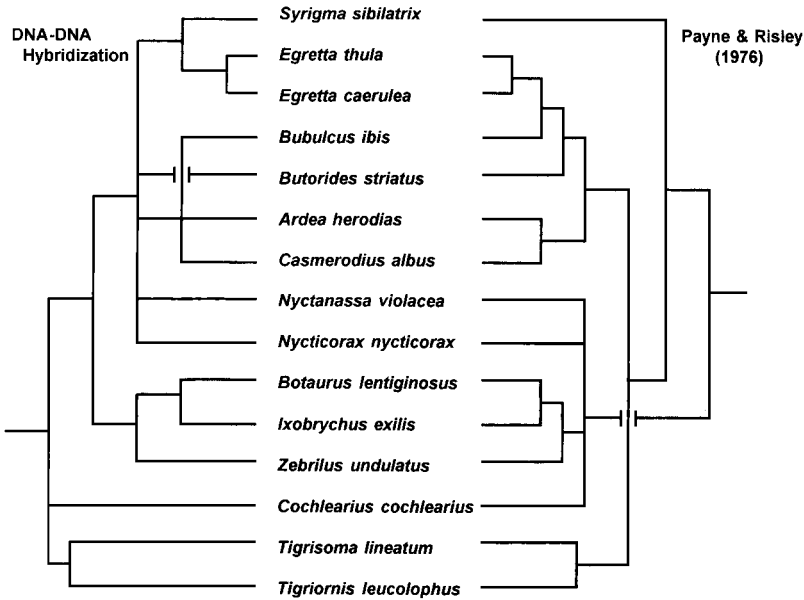 DNA-DNA
Hybridization
Payne & Risley
(1976)
Syrigma sibilatrix
Egretta thula
Egretta caerulea
Bubulcus ibis
Butorides striatus
Ardea herodias
Casmerodius albus
Nyctanassa violacea
Nycticorax nycticorax
Botaurus lentiginosus
Ixobrychus exilis
Zebrilus undulatus
Cochlearius cochlearius
Tigrisoma lineatum
Tigriornis leucolophus